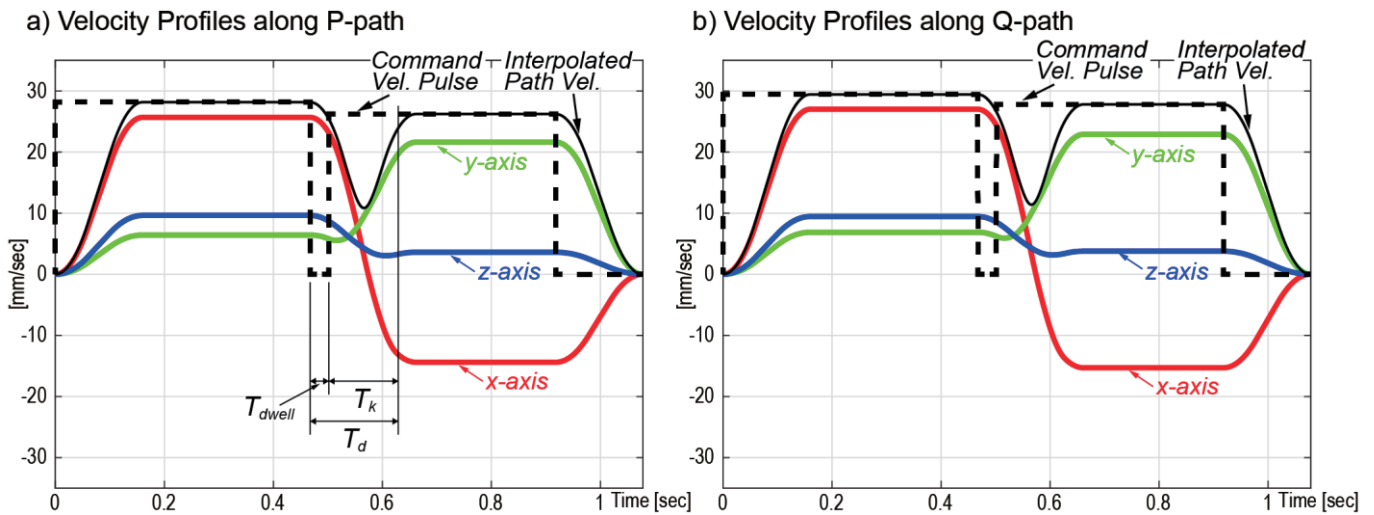 a) Velocity Profiles along P-path
Command
Vel. Pulse
Interpolated
Path Vel.
[mm/sec]
30
20
10
0
-10
-20
-30
y-axis
z-axis
x-axis
T dwell
T k
T d
0
0.2
0.4
0.6
0.8
1
Time [sec]
b) Velocity Profiles along Q-path
Command
Vel. Pulse
Interpolated
Path Vel.
[mm/sec]
30
20
10
0
-10
-20
-30
y-axis
z-axis
x-axis
0
0.2
0.4
0.6
0.8
1
Time [sec]